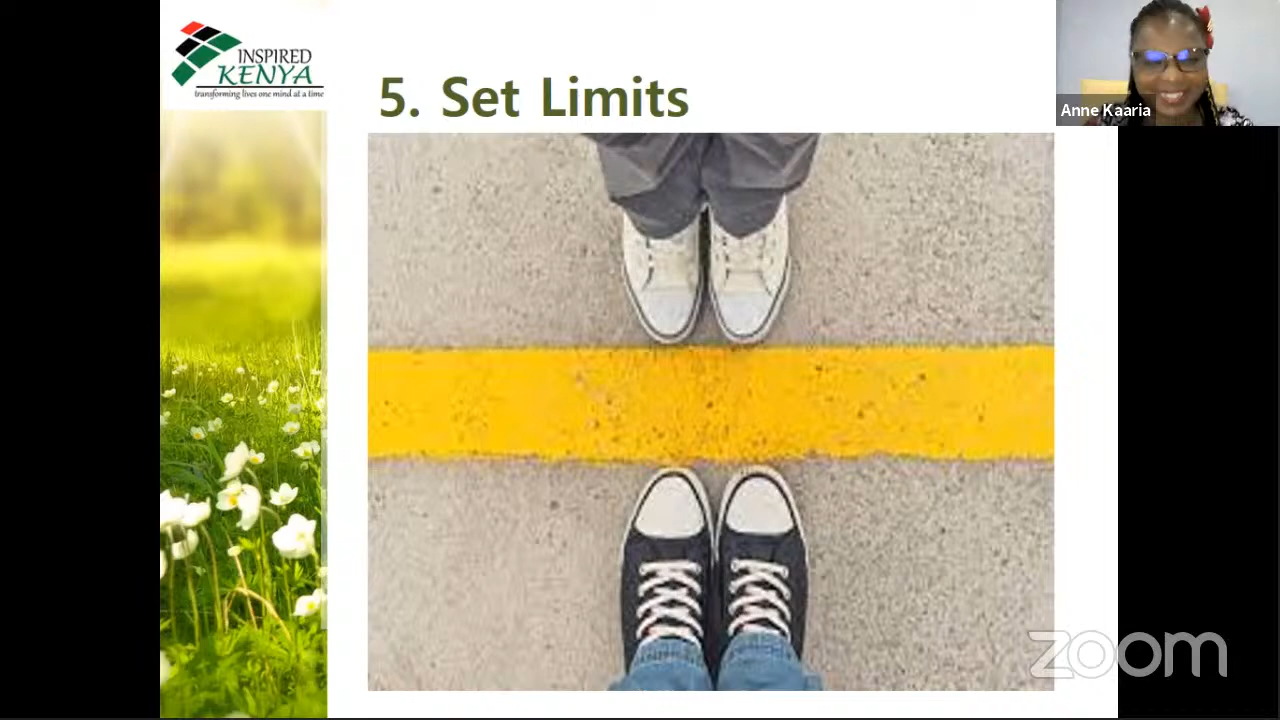 INSPIRED
KENYA
transforming lives one mind at a time
5. Set Limits
Anne Kaaria
zoom